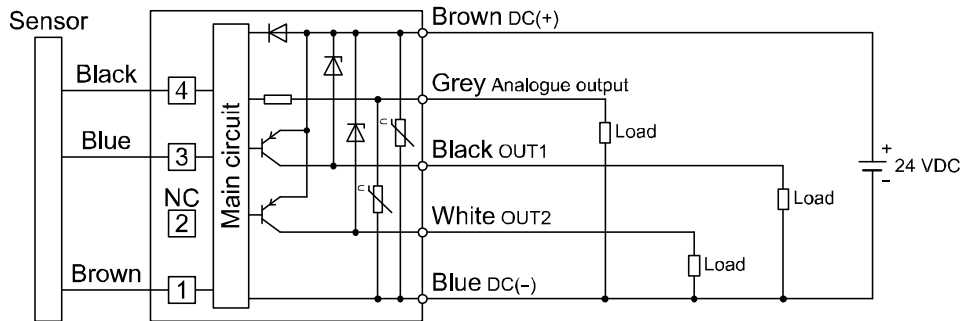 Sensor
Black
Blue
NC
Brown
4
3
2
1
Main circuit
U
U
Brown DC(+)
Grey Analogue output
Black OUT1
White OUT2
Blue DC(−)
Load
Load
Load
+
24 VDC
−